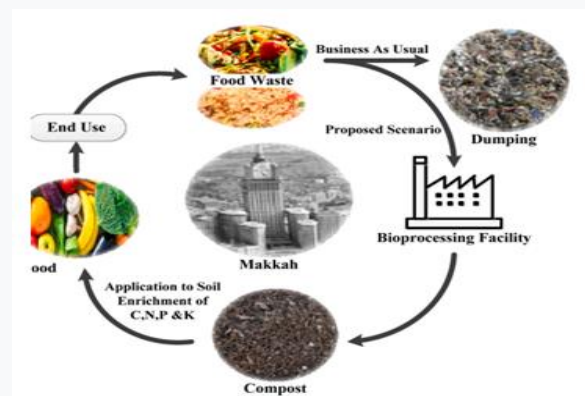 Business As Usual
Food Waste
Proposed Scenario
Dumping
End Use
Bioprocessing Facility
Makkah
ood
Application to Soil
Enrichment of
C,N,P &K
Compost